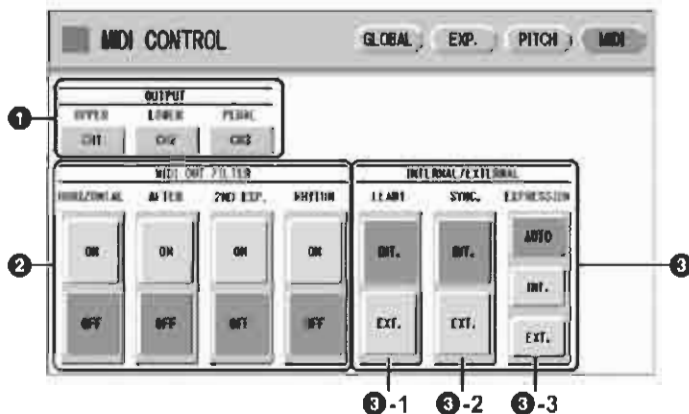 MIDI CONTROL
GLOBAL EXP. PITCH MIDI
OUTPUT
UPPER LOWER PEDAL
CH1 CH2 CH3
1
MIDI OUT FILTER
HORIZONTAL AFTER 2ND EXP. RHYTHM
ON ON ON ON
OFF OFF OFF OFF
2
INTERNAL/EXTERNAL
LEAD1 SYNC. EXPRESSION
INT. INT. AUTO
INT.
EXT. EXT. EXT.
3
3-1 3-2 3-3